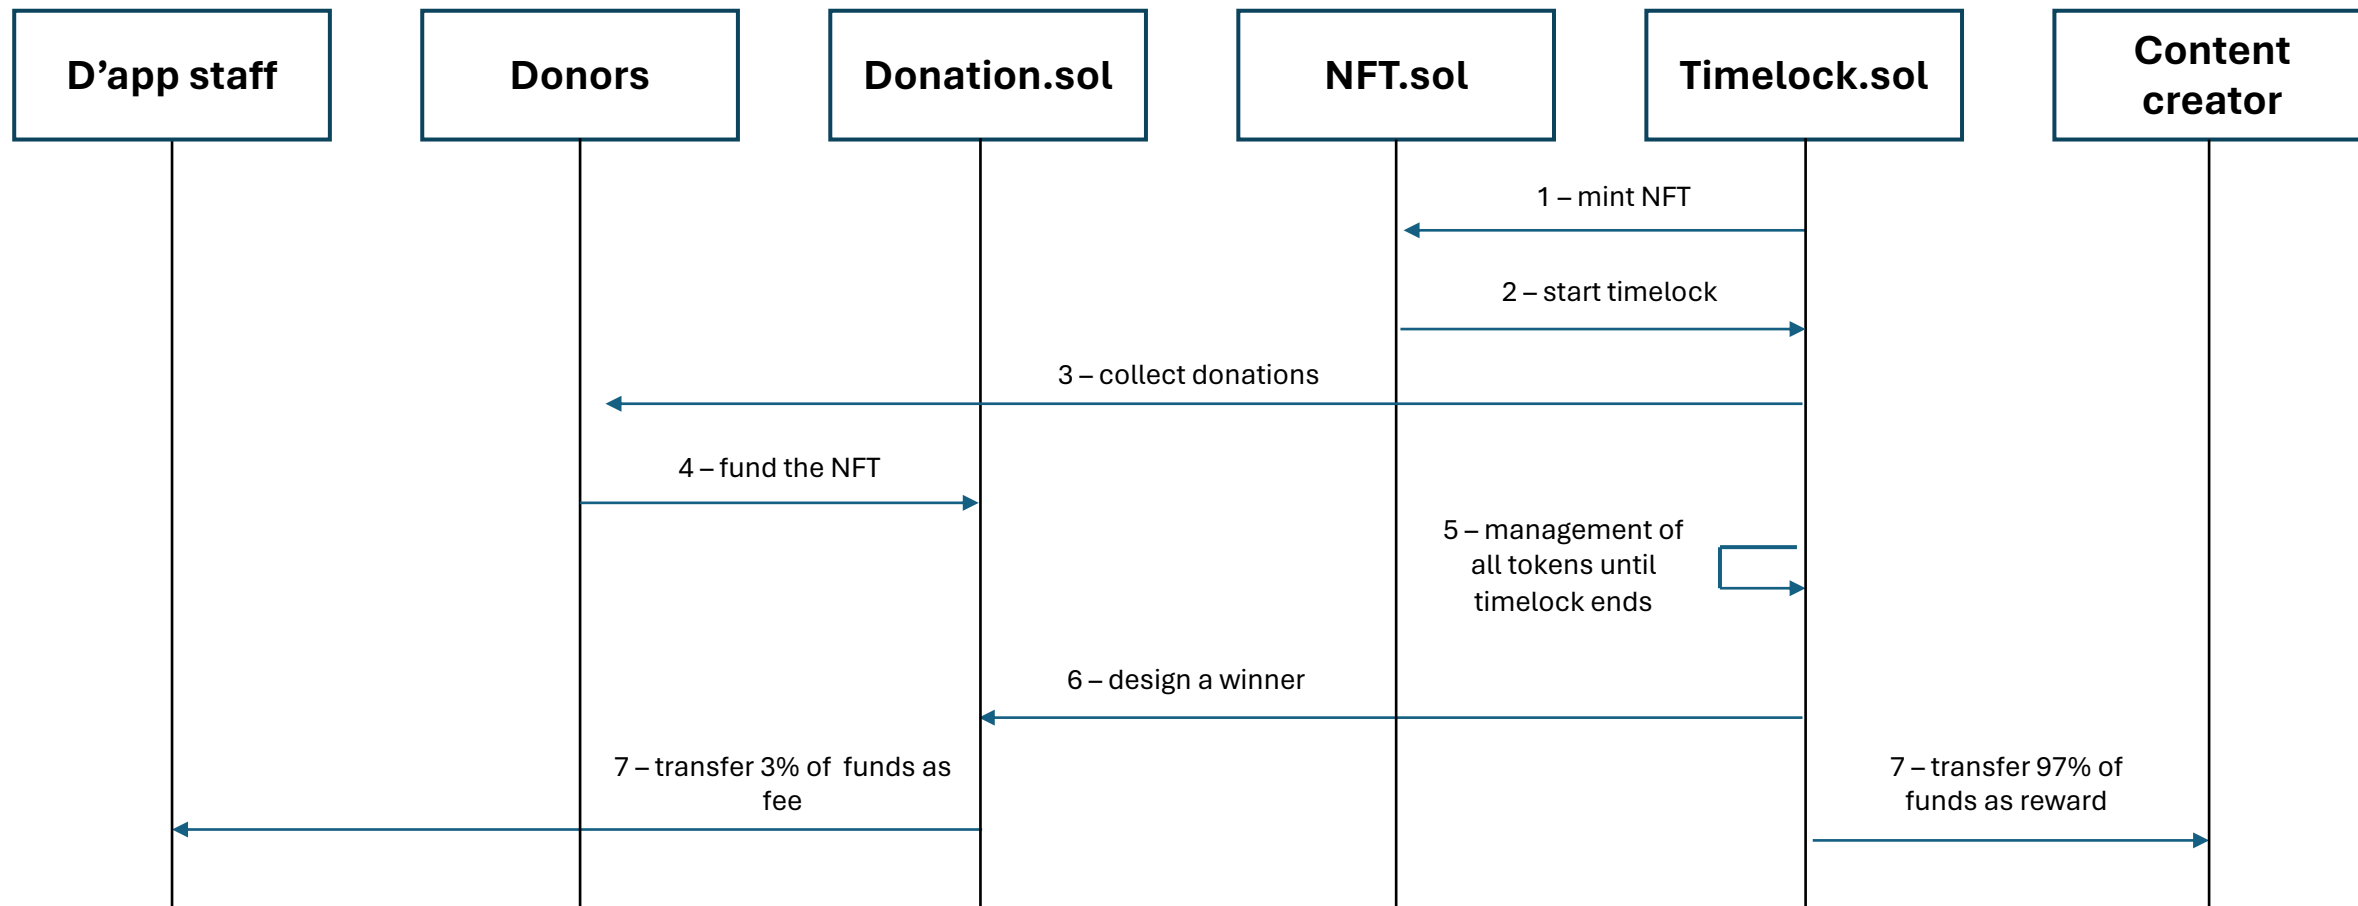 D’app staff
Donors
Donation.sol
NFT.sol
Timelock.sol
Content
creator
1 – mint NFT
2 – start timelock
3 – collect donations
4 – fund the NFT
5 – management of
all tokens until
timelock ends
6 – design a winner
7 – transfer 3% of  funds as
fee
7 – transfer 97% of
funds as reward